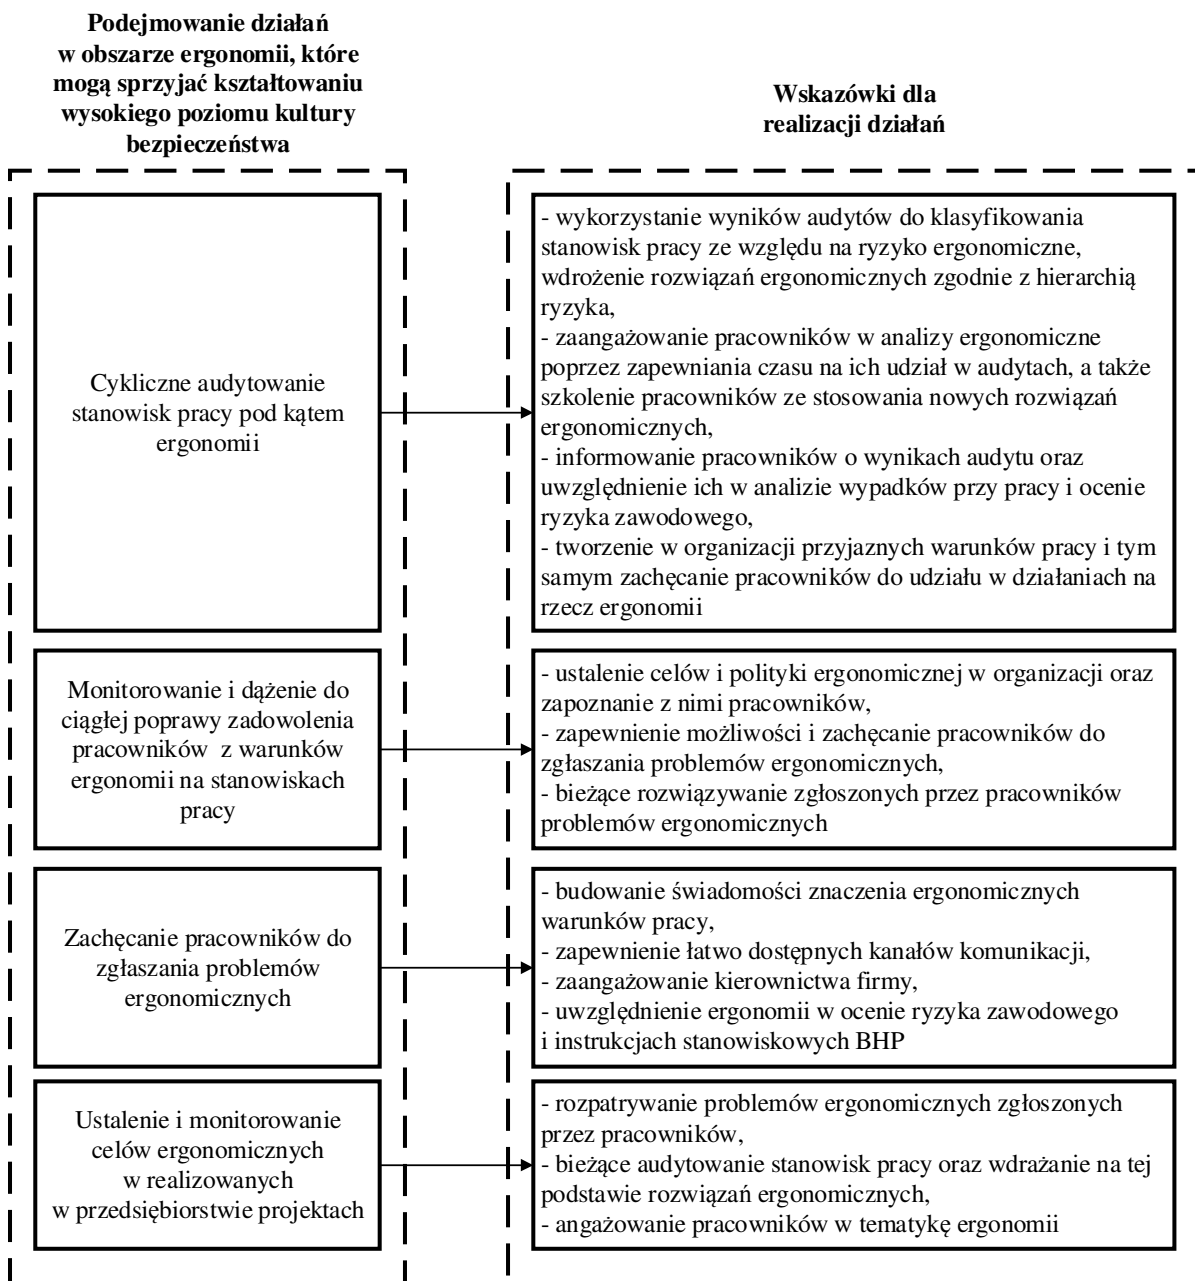 Podejmowanie działań
w obszarze ergonomii, które
mogą sprzyjać kształtowaniu
wysokiego poziomu kultury
bezpieczeństwa
Wskazówki dla
realizacji działań
Cykliczne audytowanie
stanowisk pracy pod kątem
ergonomii
- wykorzystanie wyników audytów do klasyfikowania
stanowisk pracy ze względu na ryzyko ergonomiczne,
wdrożenie rozwiązań ergonomicznych zgodnie z hierarchią
ryzyka,
- zaangażowanie pracowników w analizy ergonomiczne
poprzez zapewniania czasu na ich udział w audytach, a także
szkolenie pracowników ze stosowania nowych rozwiązań
ergonomicznych,
- informowanie pracowników o wynikach audytu oraz
uwzględnienie ich w analizie wypadków przy pracy i ocenie
ryzyka zawodowego,
- tworzenie w organizacji przyjaznych warunków pracy i tym
samym zachęcanie pracowników do udziału w działaniach na
rzecz ergonomii
Monitorowanie i dążenie do
ciągłej poprawy zadowolenia
pracowników z warunków
ergonomii na stanowiskach
pracy
- ustalenie celów i polityki ergonomicznej w organizacji oraz
zapoznanie z nimi pracowników,
- zapewnienie możliwości i zachęcanie pracowników do
zgłaszania problemów ergonomicznych,
- bieżące rozwiązywanie zgłoszonych przez pracowników
problemów ergonomicznych
Zachęcanie pracowników do
zgłaszania problemów
ergonomicznych
- budowanie świadomości znaczenia ergonomicznych
warunków pracy,
- zapewnienie łatwo dostępnych kanałów komunikacji,
- zaangażowanie kierownictwa firmy,
- uwzględnienie ergonomii w ocenie ryzyka zawodowego
i instrukcjach stanowiskowych BHP
Ustalenie i monitorowanie
celów ergonomicznych
w realizowanych
w przedsiębiorstwie projektach
- rozpatrywanie problemów ergonomicznych zgłoszonych
przez pracowników,
- bieżące audytowanie stanowisk pracy oraz wdrażanie na tej
podstawie rozwiązań ergonomicznych,
- angażowanie pracowników w tematykę ergonomii